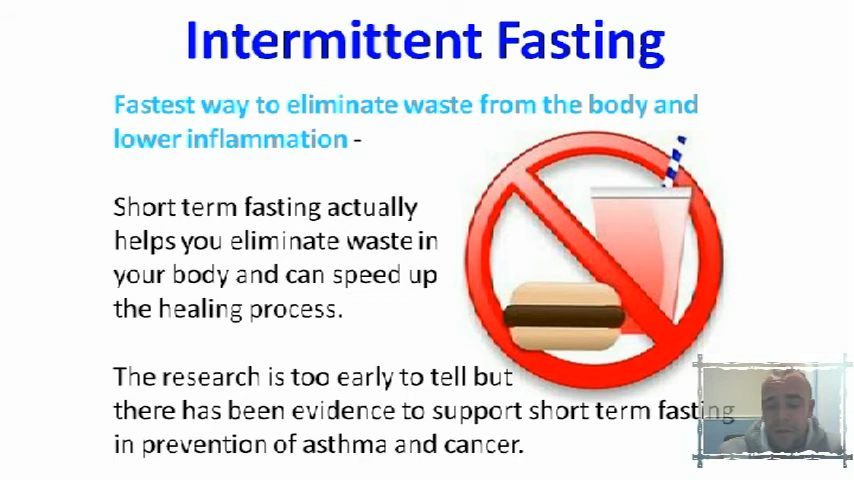 Intermittent Fasting
Fastest way to eliminate waste from the body and
lower inflammation -
Short term fasting actually
helps you eliminate waste in
your body and can speed up
the healing process.
The research is too early to tell but
there has been evidence to support short term fasting
in prevention of asthma and cancer.